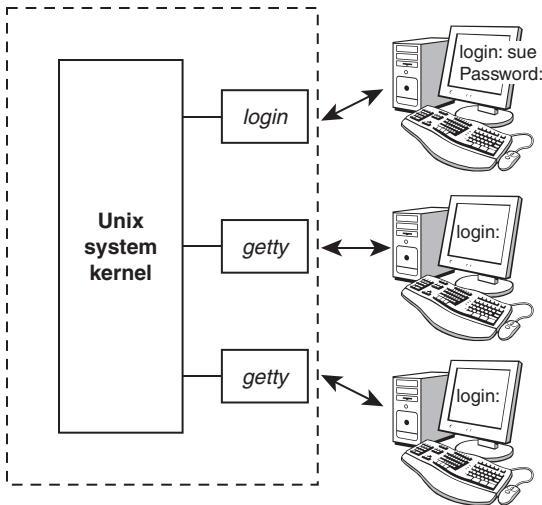 login: sue
Password:
login
Unix
system
kernel
getty
login:
getty
login: